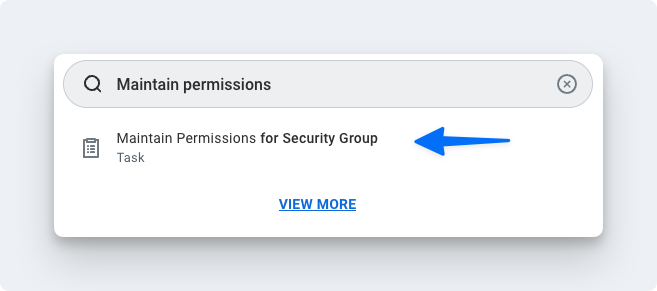 Maintain permissions
Maintain Permissions for Security Group
Task
VIEW MORE